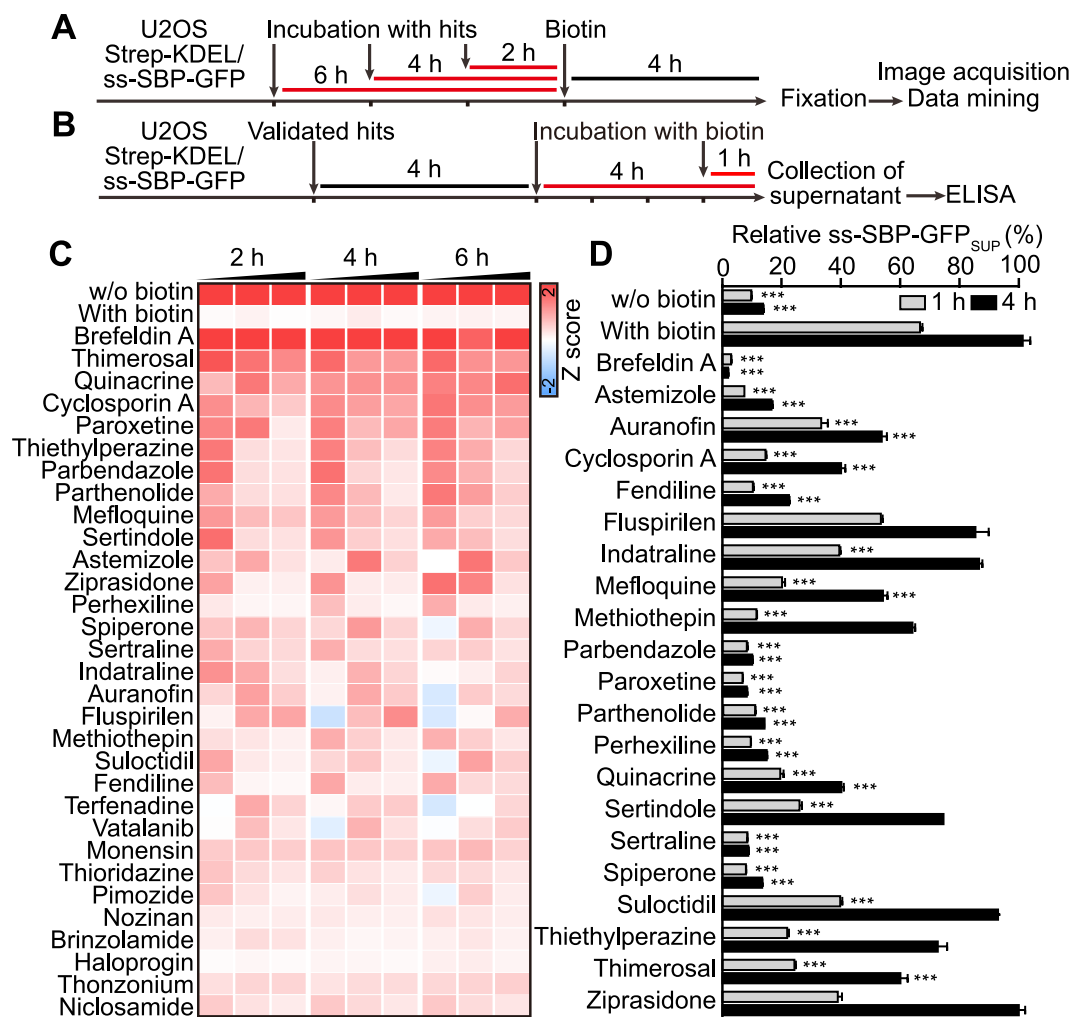 A
U2OS
Strep-KDEL/
ss-SBP-GFP
Incubation with hits
Biotin
6 h
4 h
2 h
4 h
Fixation
Image acquisition
Data mining
B
U2OS
Strep-KDEL/
ss-SBP-GFP
Validated hits
Incubation with biotin
4 h
4 h
1 h
Collection of
supernatant
ELISA
C
2 h
4 h
6 h
w/o biotin
With biotin
Brefeldin A
Thimerosal
Quinacrine
Cyclosporin A
Paroxetine
Thiethylperazine
Parbendazole
Parthenolide
Mefloquine
Sertindole
Astemizole
Ziprasidone
Perhexiline
Spiperone
Sertraline
Indatraline
Auranofin
Fluspirilen
Methiothepin
Suloctidil
Fendiline
Terfenadine
Vatalanib
Monensin
Thioridazine
Pimozide
Nozinan
Brinzolamide
Haloprogin
Thonzonium
Niclosamide
2
-2
Z score
D
Relative ss-SBP-GFPSUP (%)
0 20 40 60 80 100
1 h 4 h
w/o biotin ***
***
With biotin
Brefeldin A ***
***
Astemizole ***
***
Auranofin ***
***
Cyclosporin A ***
***
Fendiline ***
***
Fluspirilen
Indatraline ***
Mefloquine ***
***
Methiothepin ***
Parbendazole ***
***
Paroxetine ***
***
Parthenolide ***
***
Perhexiline ***
***
Quinacrine ***
***
Sertindole ***
Sertraline ***
***
Spiperone ***
***
Suloctidil ***
Thiethylperazine ***
Thimerosal ***
***
Ziprasidone